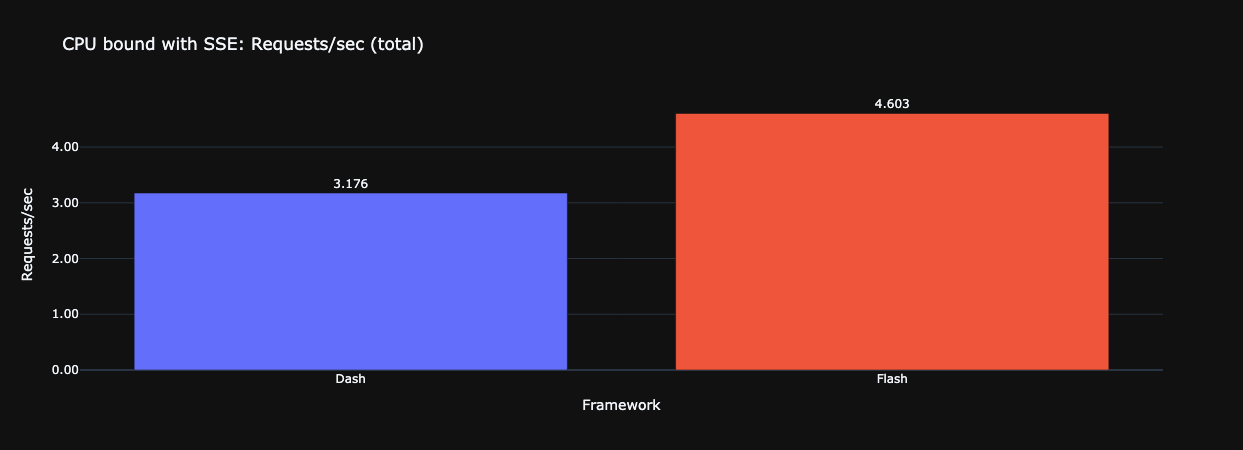 CPU bound with SSE: Requests/sec (total)
4.603
4.00
3.176
3.00
Requests/sec
2.00
1.00
0.00
Dash
Flash
Framework